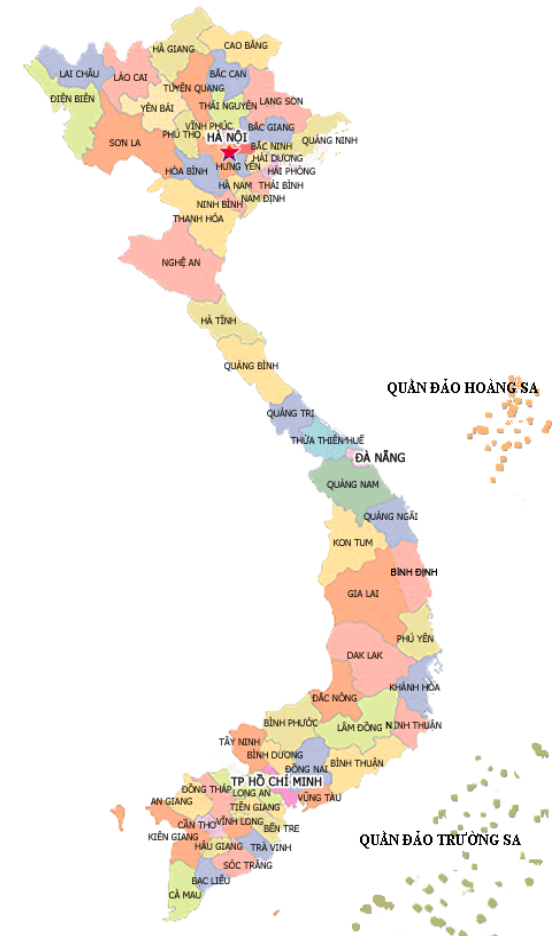 HÀ GIANG
CAO BẰNG
LAI CHÂU
LÀO CAI
BẮC CẠN
TUYÊN QUANG
ĐIỆN BIÊN
YÊN BÁI
THÁI NGUYÊN
LẠNG SƠN
VĨNH PHÚC
BẮC GIANG
PHÚ THỌ
HÀ NỘI
QUẢNG NINH
SƠN LA
BẮC NINH
HẢI DƯƠNG
HÒA BÌNH
HƯNG YÊN
HẢI PHÒNG
HÀ NAM
THÁI BÌNH
NAM ĐỊNH
NINH BÌNH
THANH HÓA
NGHỆ AN
HÀ TĨNH
QUẢNG BÌNH
QUẦN ĐẢO HOÀNG SA
QUẢNG TRỊ
THỪA THIÊN HUẾ
ĐÀ NẴNG
QUẢNG NAM
QUẢNG NGÃI
KON TUM
BÌNH ĐỊNH
GIA LAI
PHÚ YÊN
DAK LAK
KHÁNH HÒA
ĐẮC NÔNG
BÌNH PHƯỚC
LÂM ĐỒNG
NINH THUẬN
TÂY NINH
BÌNH DƯƠNG
BÌNH THUẬN
ĐỒNG NAI
TP HỒ CHÍ MINH
ĐỒNG THÁP
LONG AN
VŨNG TÀU
AN GIANG
TIỀN GIANG
CẦN THƠ
VĨNH LONG
BẾN TRE
KIÊN GIANG
HẬU GIANG
TRÀ VINH
QUẦN ĐẢO TRƯỜNG SA
SÓC TRĂNG
BẠC LIÊU
CÀ MAU